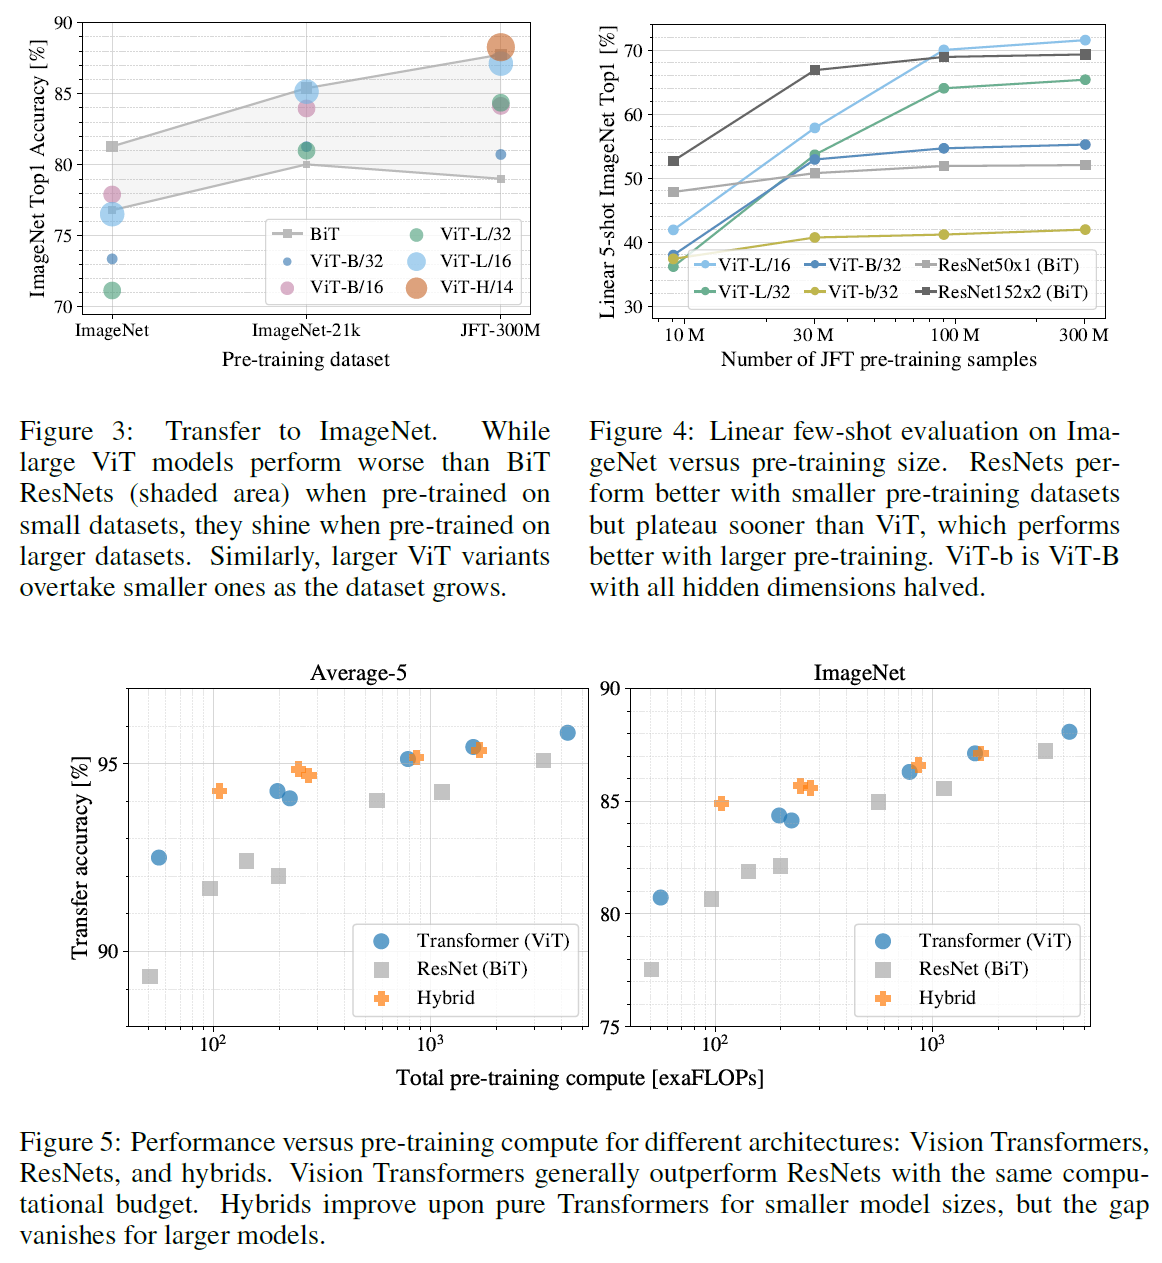 90
85
80
75
70
ImageNet Top1 Accuracy [%]
BiT
ViT-B/32
ViT-B/16
ViT-L/32
ViT-L/16
ViT-H/14
ImageNet
ImageNet-21k
JFT-300M
Pre-training dataset
70
60
50
40
30
Linear 5-shot ImageNet Top1 [%]
ViT-L/16
ViT-B/32
ResNet50x1 (BiT)
ViT-L/32
ViT-b/32
ResNet152x2 (BiT)
10 M
30 M
100 M
300 M
Number of JFT pre-training samples
Figure 3: Transfer to ImageNet. While
large ViT models perform worse than BiT
ResNets (shaded area) when pre-trained on
small datasets, they shine when pre-trained on
larger datasets. Similarly, larger ViT variants
overtake smaller ones as the dataset grows.
Figure 4: Linear few-shot evaluation on Ima-
geNet versus pre-training size. ResNets per-
form better with smaller pre-training datasets
but plateau sooner than ViT, which performs
better with larger pre-training. ViT-b is ViT-B
with all hidden dimensions halved.
Average-5
95
90
Transfer accuracy [%]
Transformer (ViT)
ResNet (BiT)
Hybrid
10²
10³
ImageNet
90
85
80
75
Transformer (ViT)
ResNet (BiT)
Hybrid
10²
10³
Total pre-training compute [exaFLOPs]
Figure 5: Performance versus pre-training compute for different architectures: Vision Transformers,
ResNets, and hybrids. Vision Transformers generally outperform ResNets with the same compu-
tational budget. Hybrids improve upon pure Transformers for smaller model sizes, but the gap
vanishes for larger models.